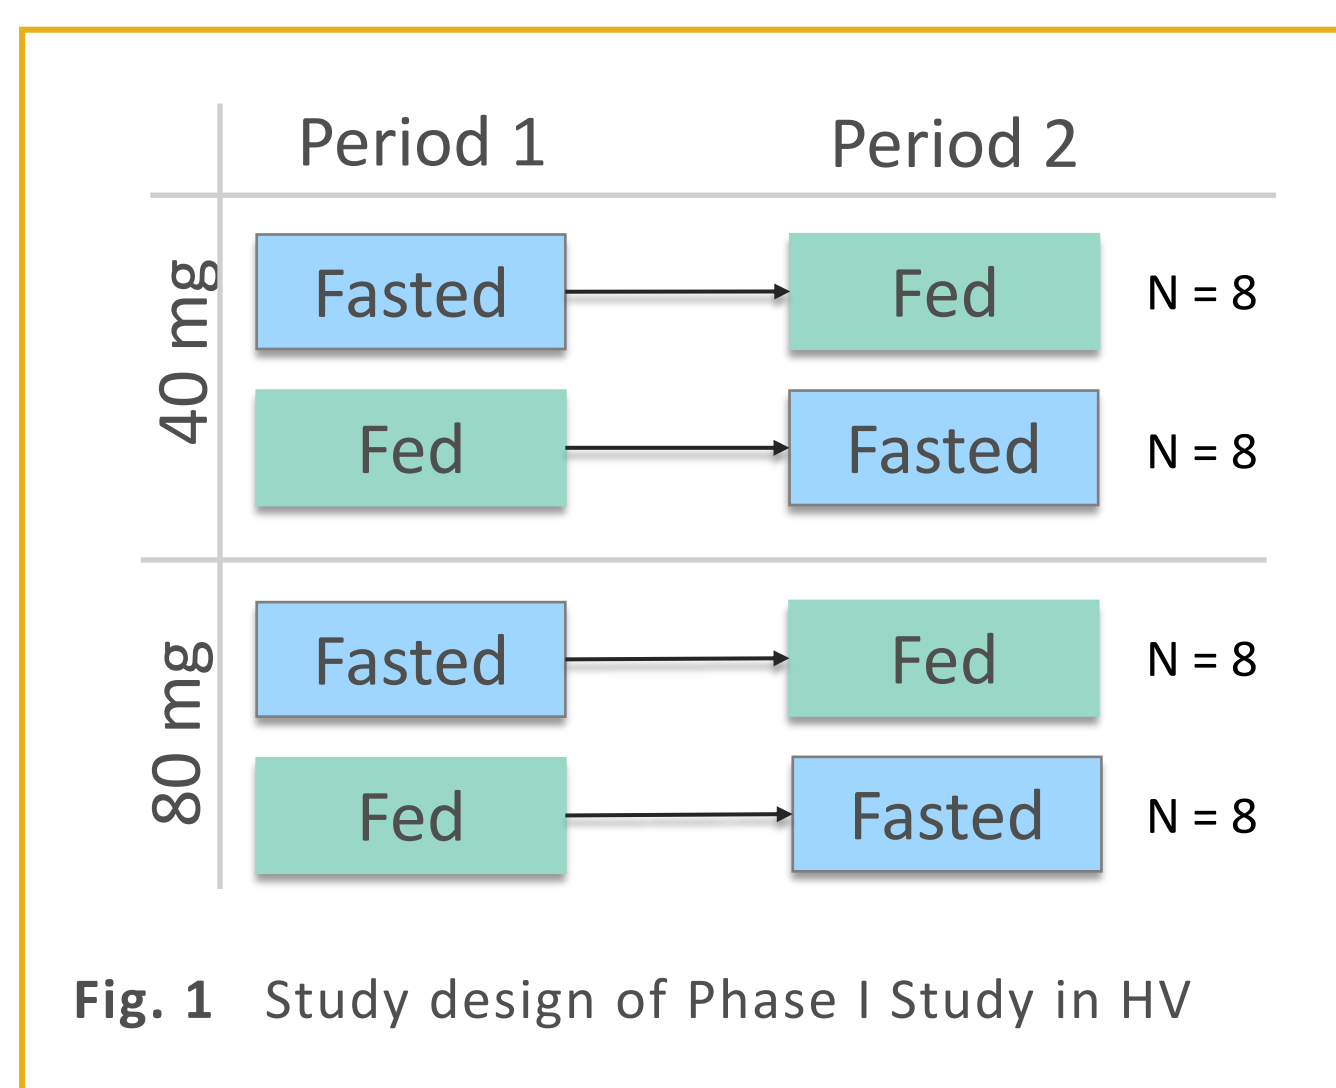 Period 1 Period 2
40 mg
Fasted Fed N = 8
Fed Fasted N = 8
80 mg
Fasted Fed N = 8
Fed Fasted N = 8
Fig. 1 Study design of Phase I Study in HV